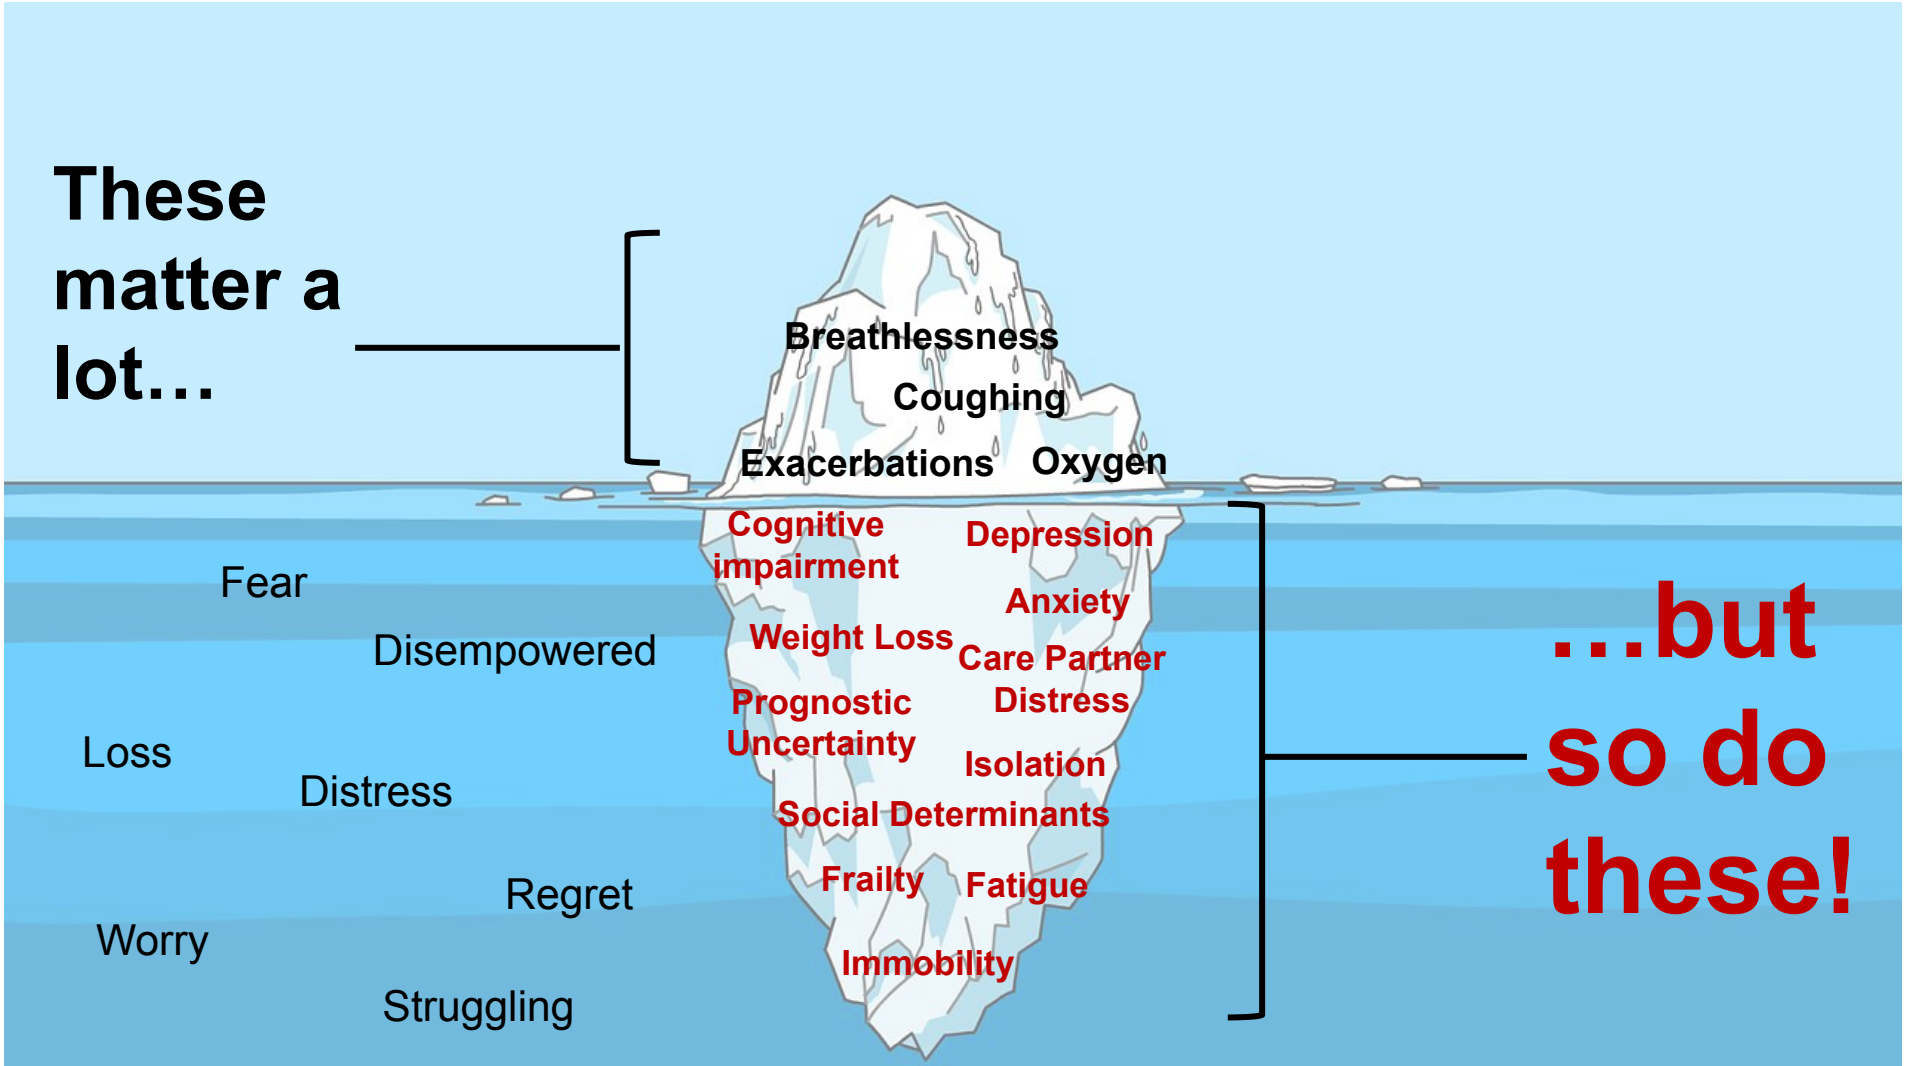 These
matter a
lot…
Breathlessness
Coughing
Exacerbations
Oxygen
Cognitive
impairment
Depression
Anxiety
Weight Loss
Care Partner
Distress
Prognostic
Uncertainty
Isolation
Social Determinants
Frailty
Fatigue
Immobility
Fear
Disempowered
Loss
Distress
Regret
Worry
Struggling
…but
so do
these!